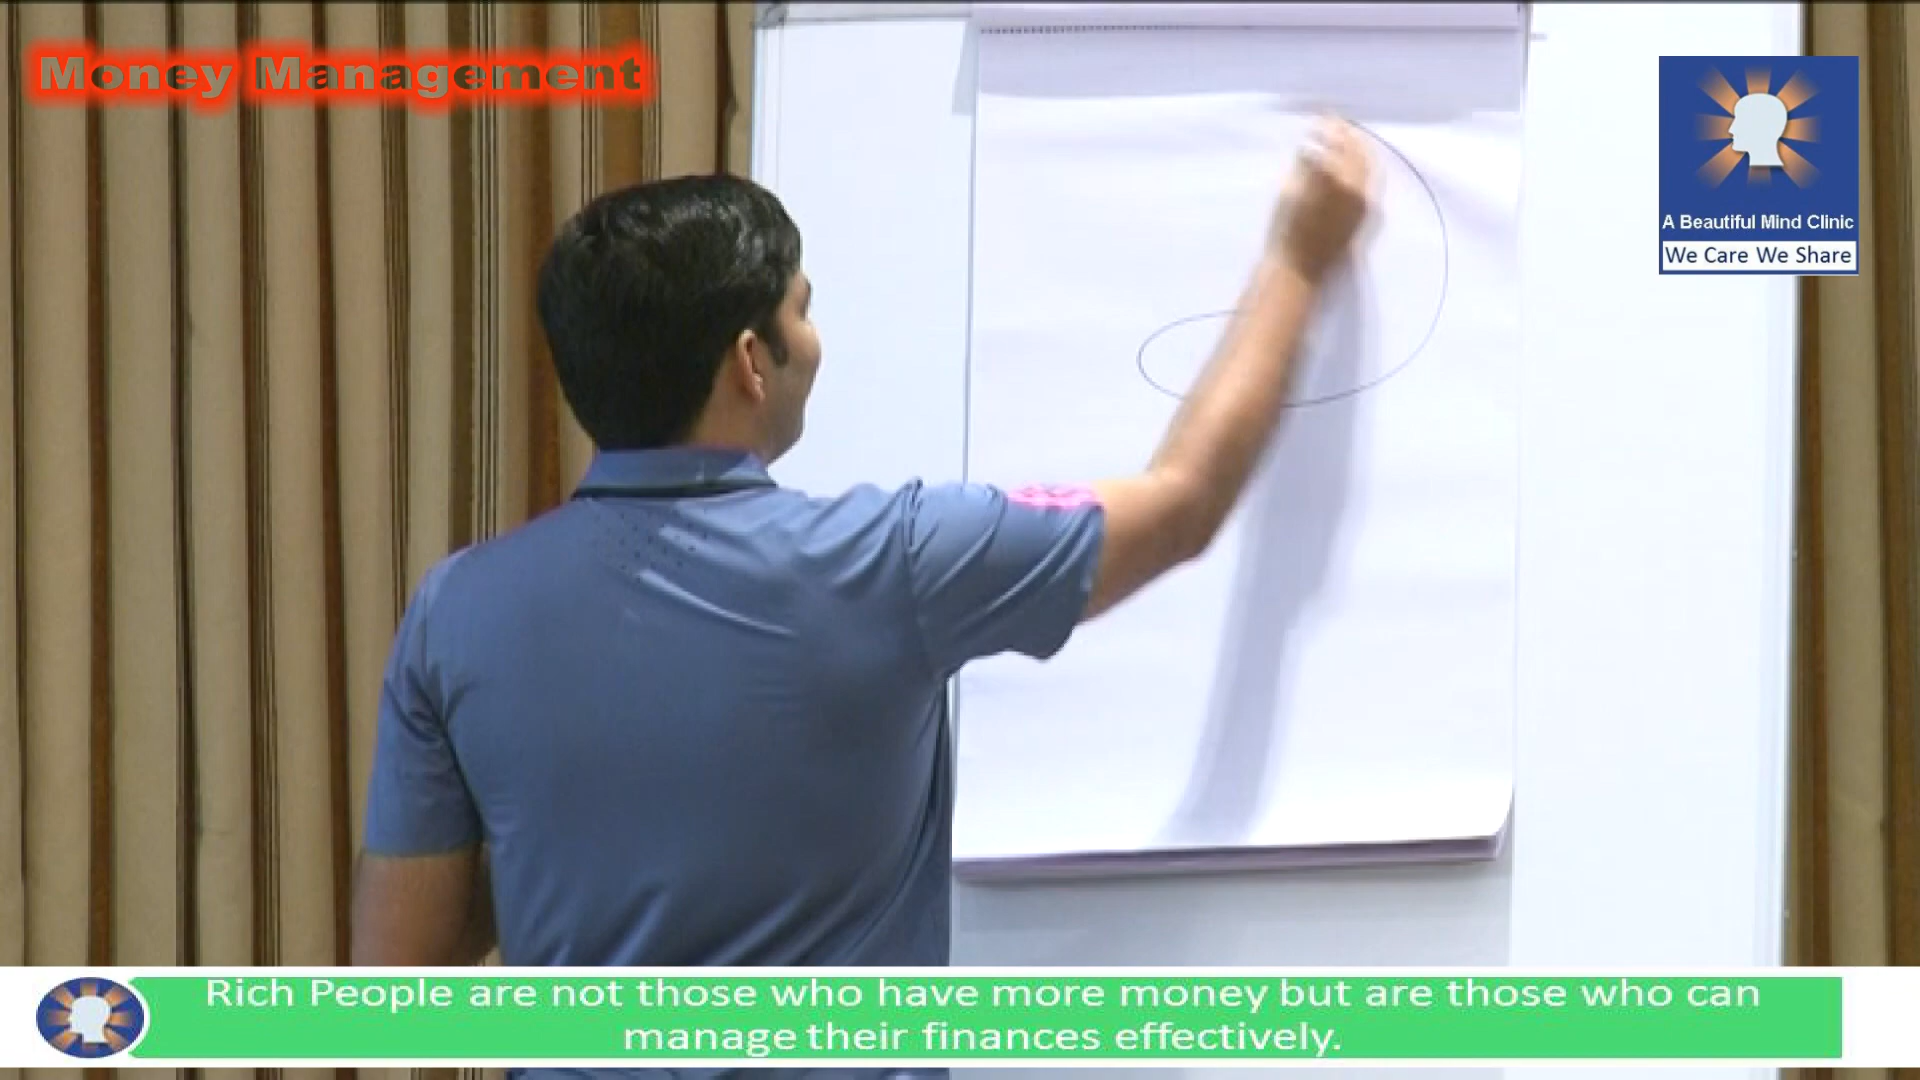 Money Management
A Beautiful Mind Clinic
We Care We Share
Rich People are not those who have more money but are those who can
manage their finances effectively.